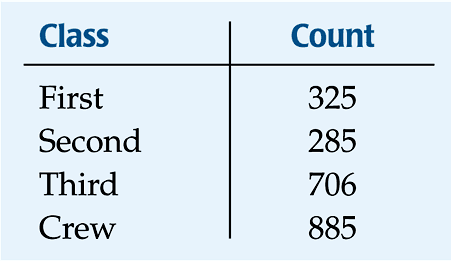 Class Count
First 325
Second 285
Third 706
Crew 885